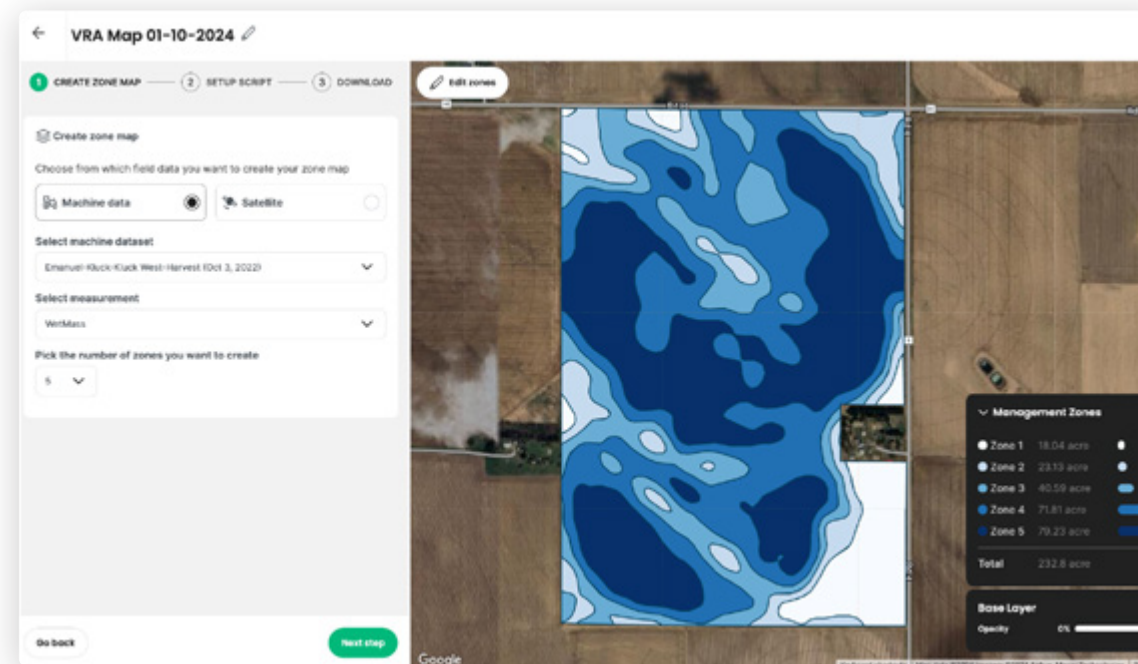 VRA Map 01-10-2024
1 CREATE ZONE MAP 2 SETUP SCRIPT 3 DOWNLOAD
Create zone map
Choose from which field data you want to create your zone map
Machine data Satellite
Select machine dataset
Emanuel-Kluck-Kluck West-Harvest (Oct 3, 2022)
Select measurement
WetMass
Pick the number of zones you want to create
5
Go back Next step
Edit zones
Management Zones
Zone 1 18.04 acre
Zone 2 23.13 acre
Zone 3 40.59 acre
Zone 4 71.81 acre
Zone 5 79.23 acre
Total 232.8 acre
Base Layer
Opacity 0%
Google